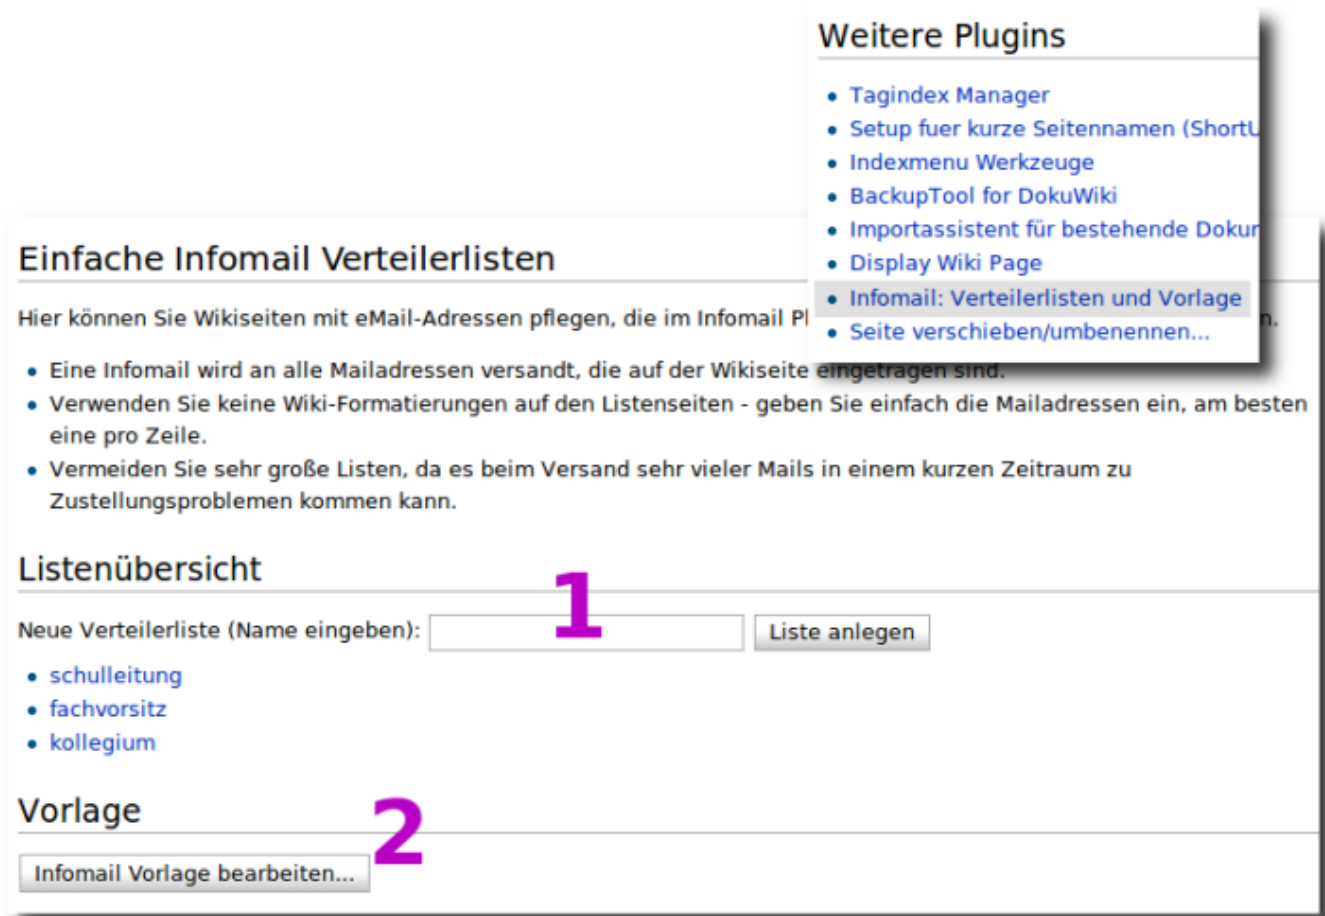 Weitere Plugins
Tagindex Manager
Setup fuer kurze Seitennamen (ShortU
Indexmenu Werkzeuge
BackupTool for DokuWiki
Importassistent für bestehende Dokur
Display Wiki Page
Infomail: Verteilerlisten und Vorlage
Seite verschieben/umbenennen...
Einfache Infomail Verteilerlisten
Hier können Sie Wikiseiten mit eMail-Adressen pflegen, die im Infomail Pl n.
Eine Infomail wird an alle Mailadressen versandt, die auf der Wikiseite eingetragen sind.
Verwenden Sie keine Wiki-Formatierungen auf den Listenseiten - geben Sie einfach die Mailadressen ein, am besten
eine pro Zeile.
Vermeiden Sie sehr große Listen, da es beim Versand sehr vieler Mails in einem kurzen Zeitraum zu
Zustellungsproblemen kommen kann.
Listenübersicht
1
Neue Verteilerliste (Name eingeben): Liste anlegen
schulleitung
fachvorsitz
kollegium
Vorlage
2
Infomail Vorlage bearbeiten...